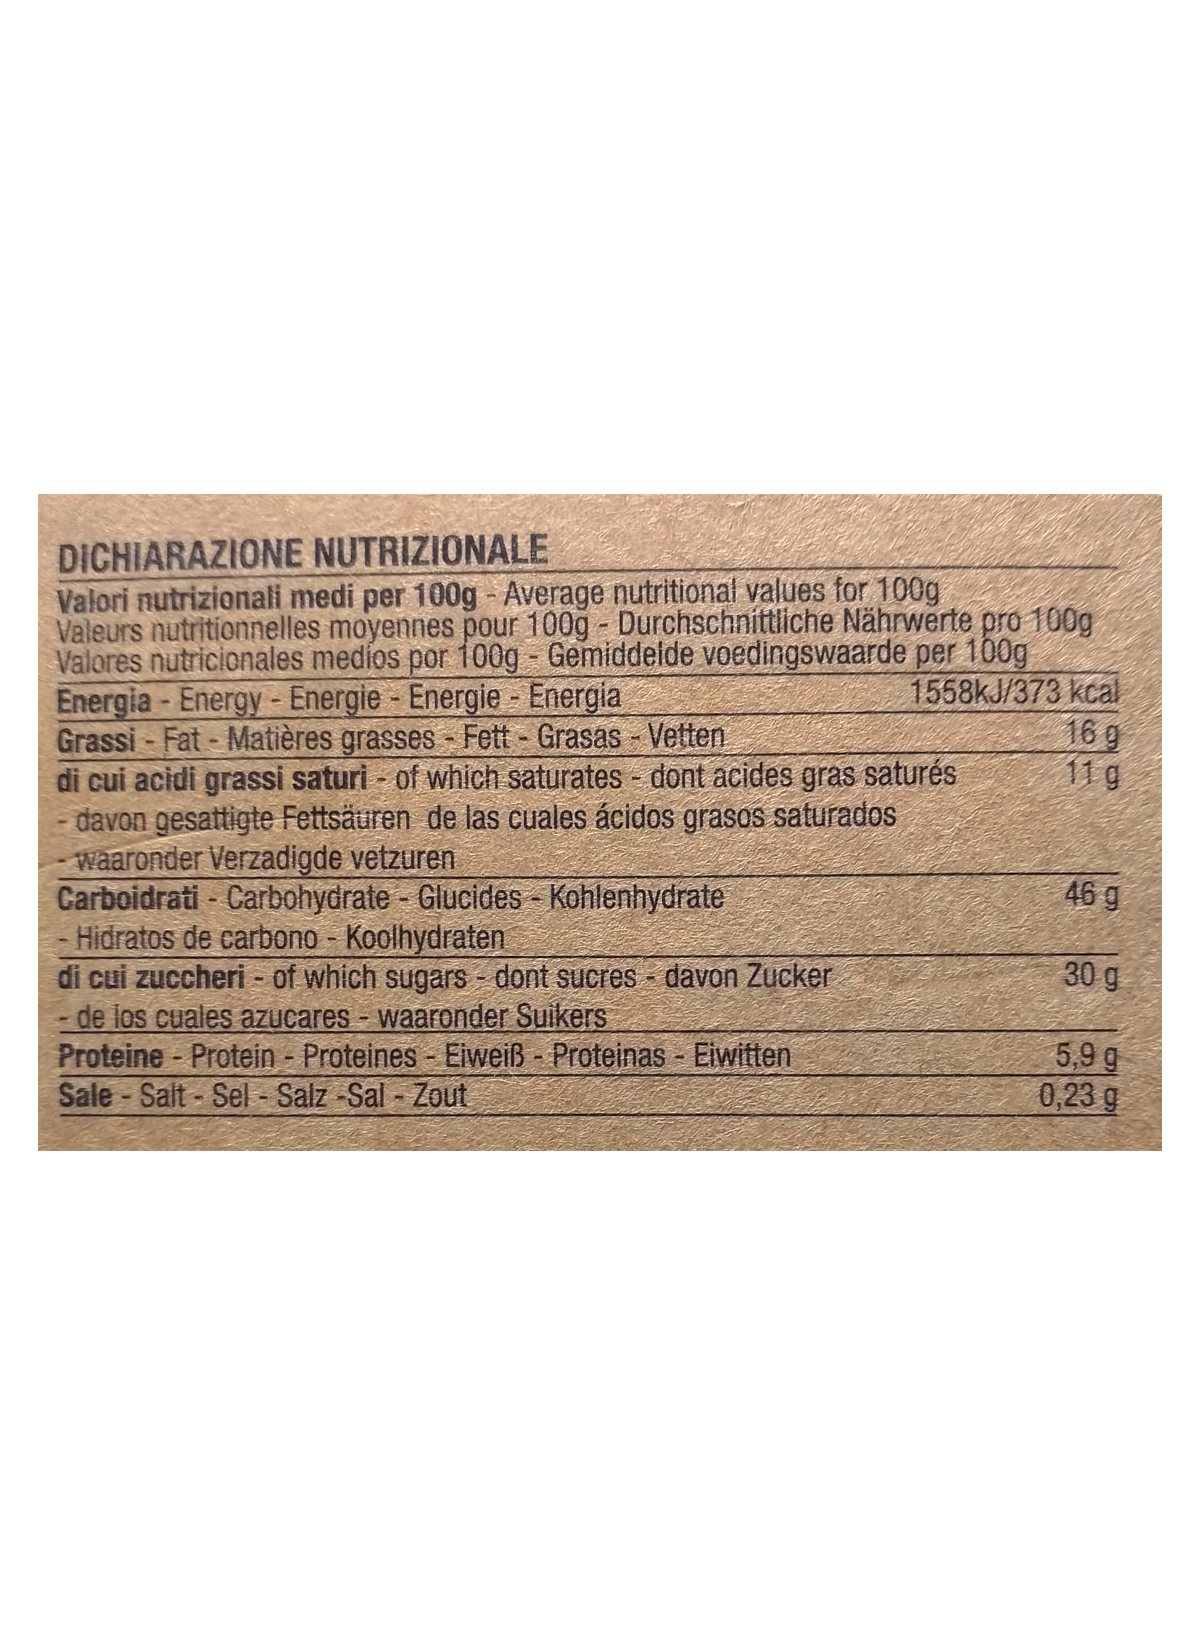 DICHIARAZIONE NUTRIZIONALE
Valori nutrizionali medi per 100g - Average nutritional values for 100g
Valeurs nutritionnelles moyennes pour 100g - Durchschnittliche Nährwerte pro 100g
Valores nutricionales medios por 100g - Gemiddelde voedingswaarde per 100g
Energia - Energy - Energie - Energie - Energia 1558kJ/373 kcal
Grassi - Fat - Matières grasses - Fett - Grasas - Vetten 16 g
di cui acidi grassi saturi - of which saturates - dont acides gras saturés 11 g
- davon gesattigte Fettsäuren de las cuales ácidos grasos saturados
- waaronder Verzadigde vetzuren
Carboidrati - Carbohydrate - Glucides - Kohlenhydrate 46 g
- Hidratos de carbono - Koolhydraten
di cui zuccheri - of which sugars - dont sucres - davon Zucker 30 g
- de los cuales azucares - waaronder Suikers
Proteine - Protein - Proteines - Eiweiß - Proteinas - Eiwitten 5,9 g
Sale - Salt - Sel - Salz -Sal - Zout 0,23 g